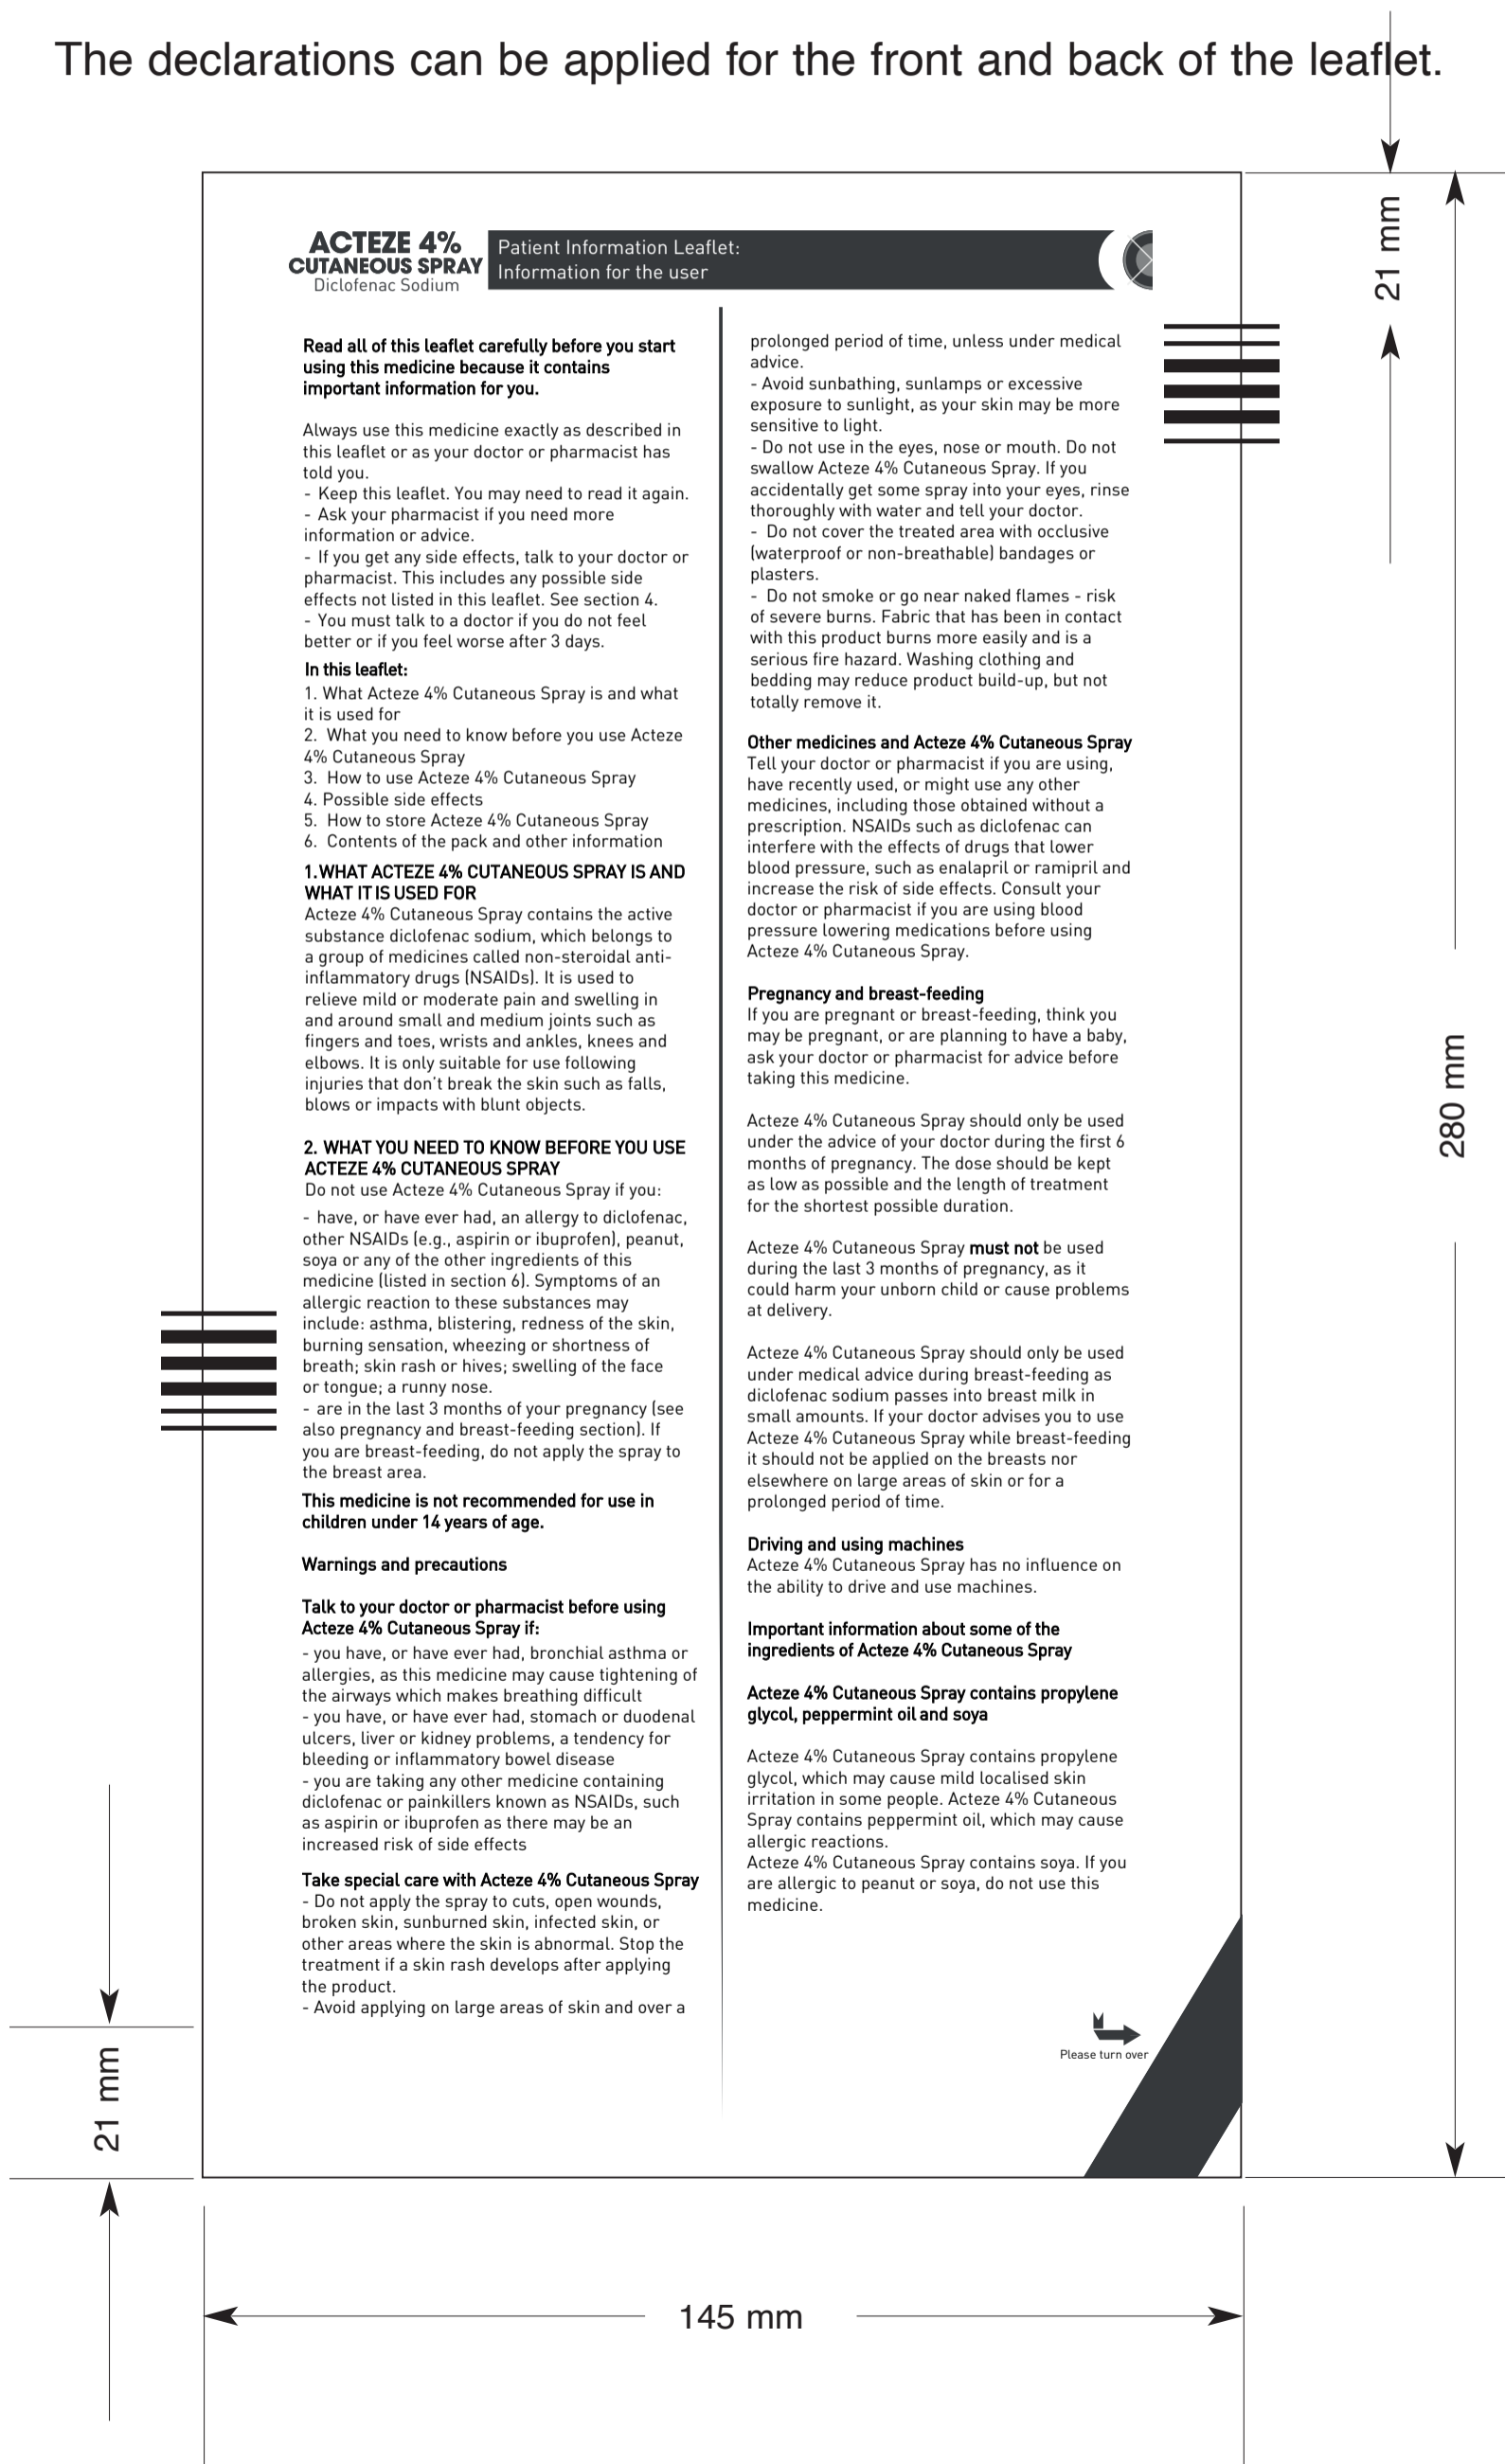 The declarations can be applied for the front and back of the leaflet.
21 mm
280 mm
ACTEZE 4%
CUTANEOUS SPRAY
Diclofenac Sodium
Patient Information Leaflet:
Information for the user
Read all of this leaflet carefully before you start
using this medicine because it contains
important information for you.
Always use this medicine exactly as described in
this leaflet or as your doctor or pharmacist has
told you.
- Keep this leaflet. You may need to read it again.
- Ask your pharmacist if you need more
information or advice.
- If you get any side effects, talk to your doctor or
pharmacist. This includes any possible side
effects not listed in this leaflet. See section 4.
- You must talk to a doctor if you do not feel
better or if you feel worse after 3 days.
In this leaflet:
1. What Acteze 4% Cutaneous Spray is and what
it is used for
2. What you need to know before you use Acteze
4% Cutaneous Spray
3. How to use Acteze 4% Cutaneous Spray
4. Possible side effects
5. How to store Acteze 4% Cutaneous Spray
6. Contents of the pack and other information
1.WHAT ACTEZE 4% CUTANEOUS SPRAY IS AND
WHAT IT IS USED FOR
Acteze 4% Cutaneous Spray contains the active
substance diclofenac sodium, which belongs to
a group of medicines called non-steroidal anti-
inflammatory drugs (NSAIDs). It is used to
relieve mild or moderate pain and swelling in
and around small and medium joints such as
fingers and toes, wrists and ankles, knees and
elbows. It is only suitable for use following
injuries that don't break the skin such as falls,
blows or impacts with blunt objects.
2. WHAT YOU NEED TO KNOW BEFORE YOU USE
ACTEZE 4% CUTANEOUS SPRAY
Do not use Acteze 4% Cutaneous Spray if you:
- have, or have ever had, an allergy to diclofenac,
other NSAIDs (e.g., aspirin or ibuprofen), peanut,
soya or any of the other ingredients of this
medicine (listed in section 6). Symptoms of an
allergic reaction to these substances may
include: asthma, blistering, redness of the skin,
burning sensation, wheezing or shortness of
breath; skin rash or hives; swelling of the face
or tongue; a runny nose.
- are in the last 3 months of your pregnancy (see
also pregnancy and breast-feeding section). If
you are breast-feeding, do not apply the spray to
the breast area.
This medicine is not recommended for use in
children under 14 years of age.
Warnings and precautions
Talk to your doctor or pharmacist before using
Acteze 4% Cutaneous Spray if:
- you have, or have ever had, bronchial asthma or
allergies, as this medicine may cause tightening of
the airways which makes breathing difficult
- you have, or have ever had, stomach or duodenal
ulcers, liver or kidney problems, a tendency for
bleeding or inflammatory bowel disease
- you are taking any other medicine containing
diclofenac or painkillers known as NSAIDs, such
as aspirin or ibuprofen as there may be an
increased risk of side effects
Take special care with Acteze 4% Cutaneous Spray
- Do not apply the spray to cuts, open wounds,
broken skin, sunburned skin, infected skin, or
other areas where the skin is abnormal. Stop the
treatment if a skin rash develops after applying
the product.
- Avoid applying on large areas of skin and over a
prolonged period of time, unless under medical
advice.
- Avoid sunbathing, sunlamps or excessive
exposure to sunlight, as your skin may be more
sensitive to light.
- Do not use in the eyes, nose or mouth. Do not
swallow Acteze 4% Cutaneous Spray. If you
accidentally get some spray into your eyes, rinse
thoroughly with water and tell your doctor.
- Do not cover the treated area with occlusive
(waterproof or non-breathable) bandages or
plasters.
- Do not smoke or go near naked flames - risk
of severe burns. Fabric that has been in contact
with this product burns more easily and is a
serious fire hazard. Washing clothing and
bedding may reduce product build-up, but not
totally remove it.
Other medicines and Acteze 4% Cutaneous Spray
Tell your doctor or pharmacist if you are using,
have recently used, or might use any other
medicines, including those obtained without a
prescription. NSAIDs such as diclofenac can
interfere with the effects of drugs that lower
blood pressure, such as enalapril or ramipril and
increase the risk of side effects. Consult your
doctor or pharmacist if you are using blood
pressure lowering medications before using
Acteze 4% Cutaneous Spray.
Pregnancy and breast-feeding
If you are pregnant or breast-feeding, think you
may be pregnant, or are planning to have a baby,
ask your doctor or pharmacist for advice before
taking this medicine.
Acteze 4% Cutaneous Spray should only be used
under the advice of your doctor during the first 6
months of pregnancy. The dose should be kept
as low as possible and the length of treatment
for the shortest possible duration.
Acteze 4% Cutaneous Spray must not be used
during the last 3 months of pregnancy, as it
could harm your unborn child or cause problems
at delivery.
Acteze 4% Cutaneous Spray should only be used
under medical advice during breast-feeding as
diclofenac sodium passes into breast milk in
small amounts. If your doctor advises you to use
Acteze 4% Cutaneous Spray while breast-feeding
it should not be applied on the breasts nor
elsewhere on large areas of skin or for a
prolonged period of time.
Driving and using machines
Acteze 4% Cutaneous Spray has no influence on
the ability to drive and use machines.
Important information about some of the
ingredients of Acteze 4% Cutaneous Spray
Acteze 4% Cutaneous Spray contains propylene
glycol, peppermint oil and soya
Acteze 4% Cutaneous Spray contains propylene
glycol, which may cause mild localised skin
irritation in some people. Acteze 4% Cutaneous
Spray contains peppermint oil, which may cause
allergic reactions.
Acteze 4% Cutaneous Spray contains soya. If you
are allergic to peanut or soya, do not use this
medicine.
Please turn over
21 mm
145 mm